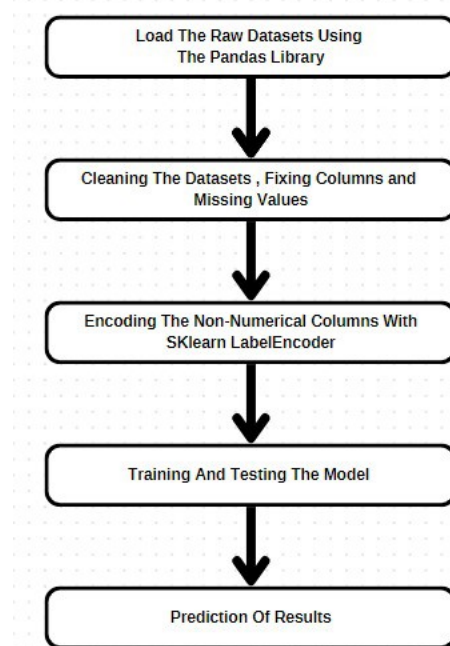 Load The Raw Datasets Using
The Pandas Library
Cleaning The Datasets , Fixing Columns and
Missing Values
Encoding The Non-Numerical Columns With
SKlearn LabelEncoder
Training And Testing The Model
Prediction Of Results